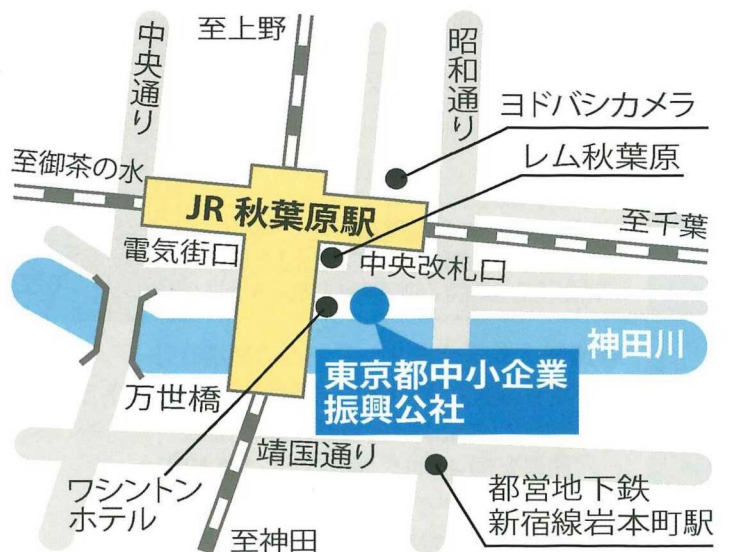 至上野
中央通り
昭和通り
ヨドバシカメラ
レム秋葉原
至御茶の水
JR 秋葉原駅
至千葉
電気街口
中央改札口
神田川
東京都中小企業
振興公社
万世橋
靖国通り
ワシントン
ホテル
都営地下鉄
新宿線岩本町駅
至神田